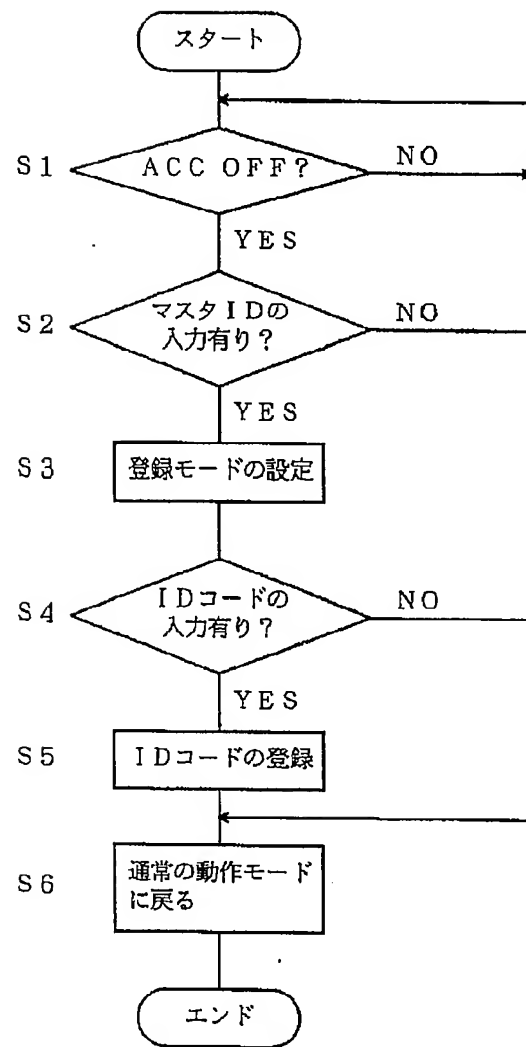 スタート
S1
ACC OFF?
NO
YES
S2
マスタIDの
入力有り?
NO
YES
S3
登録モードの設定
S4
IDコードの
入力有り?
NO
YES
S5
IDコードの登録
S6
通常の動作モード
に戻る
エンド